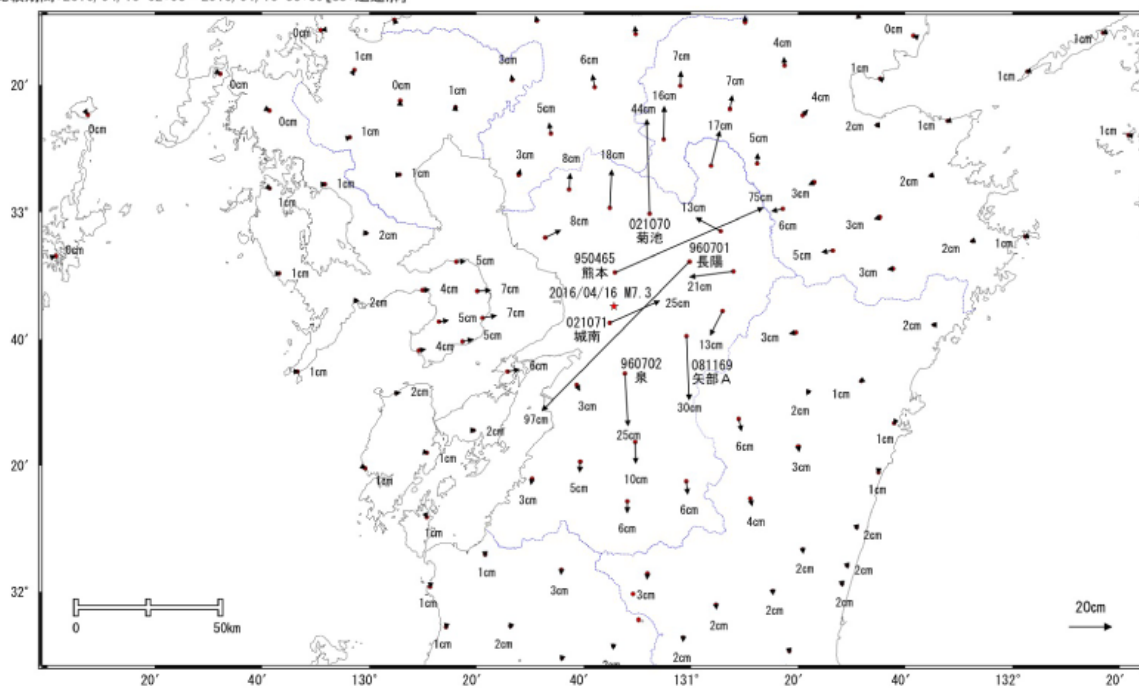 0cm
0cm
1cm
3cm
6cm
7cm
4cm
0cm
1cm
1cm
20′
0cm
0cm
0cm
1cm
5cm
44cm
16cm
7cm
4cm
1cm
2cm
1cm
1cm
1cm
17cm
5cm
1cm
1cm
1cm
3cm
8cm
18cm
3cm
2cm
33°
2cm
8cm
021070
菊池
13cm
75cm
6cm
3cm
1cm
0cm
1cm
5cm
950465
熊本
960701
長陽
5cm
3cm
2cm
2cm
4cm
7cm
2016/04/16 M7.3
21cm
25cm
5cm
7cm
021071
城南
40′
4cm
5cm
13cm
3cm
2cm
1cm
6cm
960702
泉
081169
矢部A
2cm
3cm
30cm
2cm
1cm
97cm
2cm
25cm
6cm
1cm
20′
1cm
1cm
3cm
5cm
10cm
6cm
3cm
1cm
1cm
6cm
4cm
2cm
1cm
3cm
3cm
2cm
2cm
32°
1cm
2cm
2cm
0
50km
1cm
2cm
2cm
20cm
20′
40′
130°
20′
40′
131°
20′
40′
132°
20′